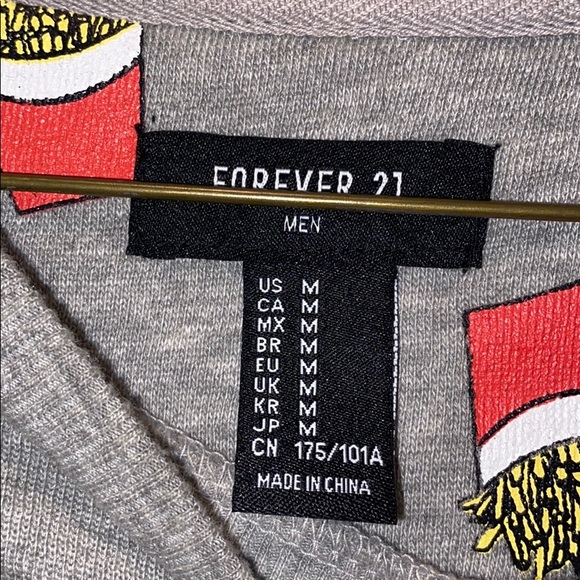 FOREVER 21
MEN
US M
CA M
MX M
BR M
EU M
UK M
KR M
JP M
CN 175/101A
MADE IN CHINA